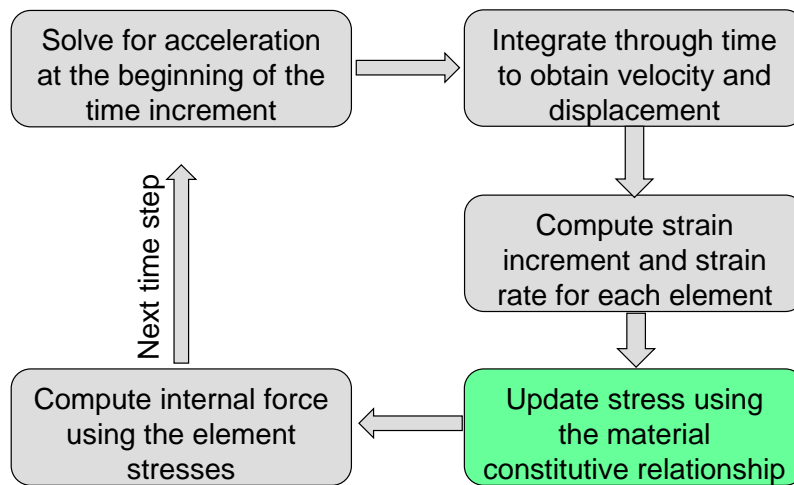 Solve for acceleration
at the beginning of the
time increment
Integrate through time
to obtain velocity and
displacement
Compute strain
increment and strain
rate for each element
Update stress using
the material
constitutive relationship
Compute internal force
using the element
stresses
Next time step